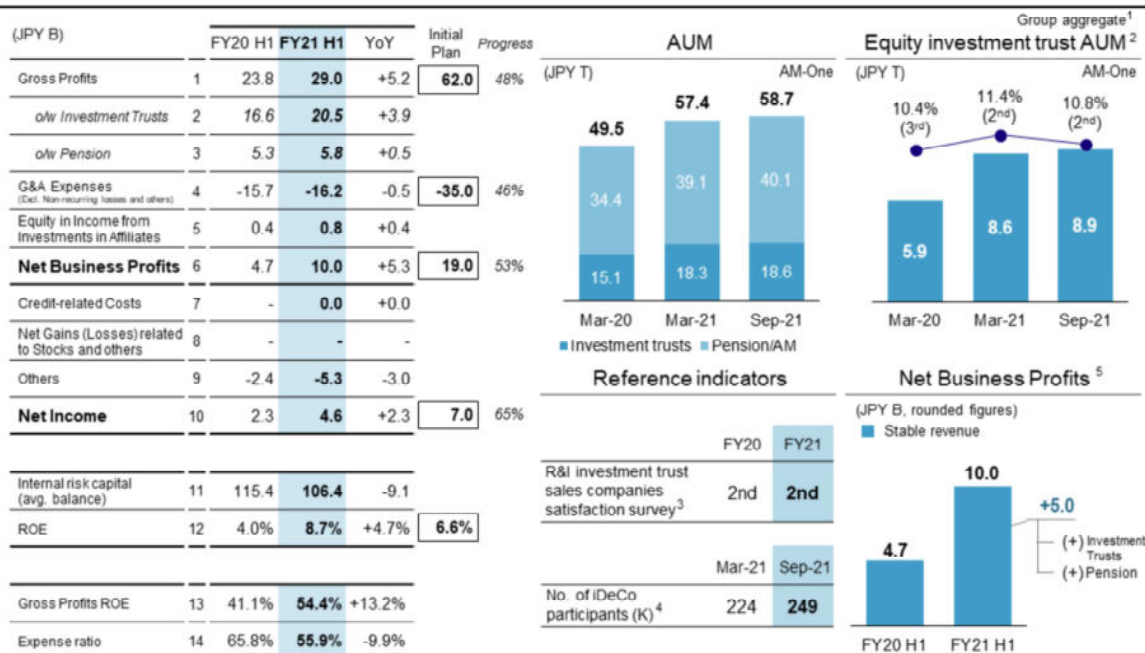 (JPY B) FY20 H1 FY21 H1 YoY Initial Plan Progress
Gross Profits 1 23.8 29.0 +5.2 62.0 48%
o/w Investment Trusts 2 16.6 20.5 +3.9
o/w Pension 3 5.3 5.8 +0.5
G&A Expenses 4 -15.7 -16.2 -0.5 -35.0 46%
(Excl. Non-recurring losses and others)
Equity in Income from
Investments in Affiliates 5 0.4 0.8 +0.4
Net Business Profits 6 4.7 10.0 +5.3 19.0 53%
Credit-related Costs 7 - 0.0 +0.0
Net Gains (Losses) related
to Stocks and others 8 - - -
Others 9 -2.4 -5.3 -3.0
Net Income 10 2.3 4.6 +2.3 7.0 65%
Internal risk capital
(avg. balance) 11 115.4 106.4 -9.1
ROE 12 4.0% 8.7% +4.7% 6.6%
Gross Profits ROE 13 41.1% 54.4% +13.2%
Expense ratio 14 65.8% 55.9% -9.9%
AUM
(JPY T) AM-One
49.5 57.4 58.7
34.4 39.1 40.1
15.1 18.3 18.6
Mar-20 Mar-21 Sep-21
Investment trusts Pension/AM
Group aggregate1
Equity investment trust AUM2
(JPY T) AM-One
10.4% 11.4% 10.8%
(3rd) (2nd) (2nd)
5.9 8.6 8.9
Mar-20 Mar-21 Sep-21
Reference indicators
FY20 FY21
R&I investment trust
sales companies 2nd 2nd
satisfaction survey3
Mar-21 Sep-21
No. of iDeCo
participants (K)4 224 249
Net Business Profits5
(JPY B, rounded figures)
Stable revenue
4.7 10.0
+5.0
(+) Investment
Trusts
(+) Pension
FY20 H1 FY21 H1